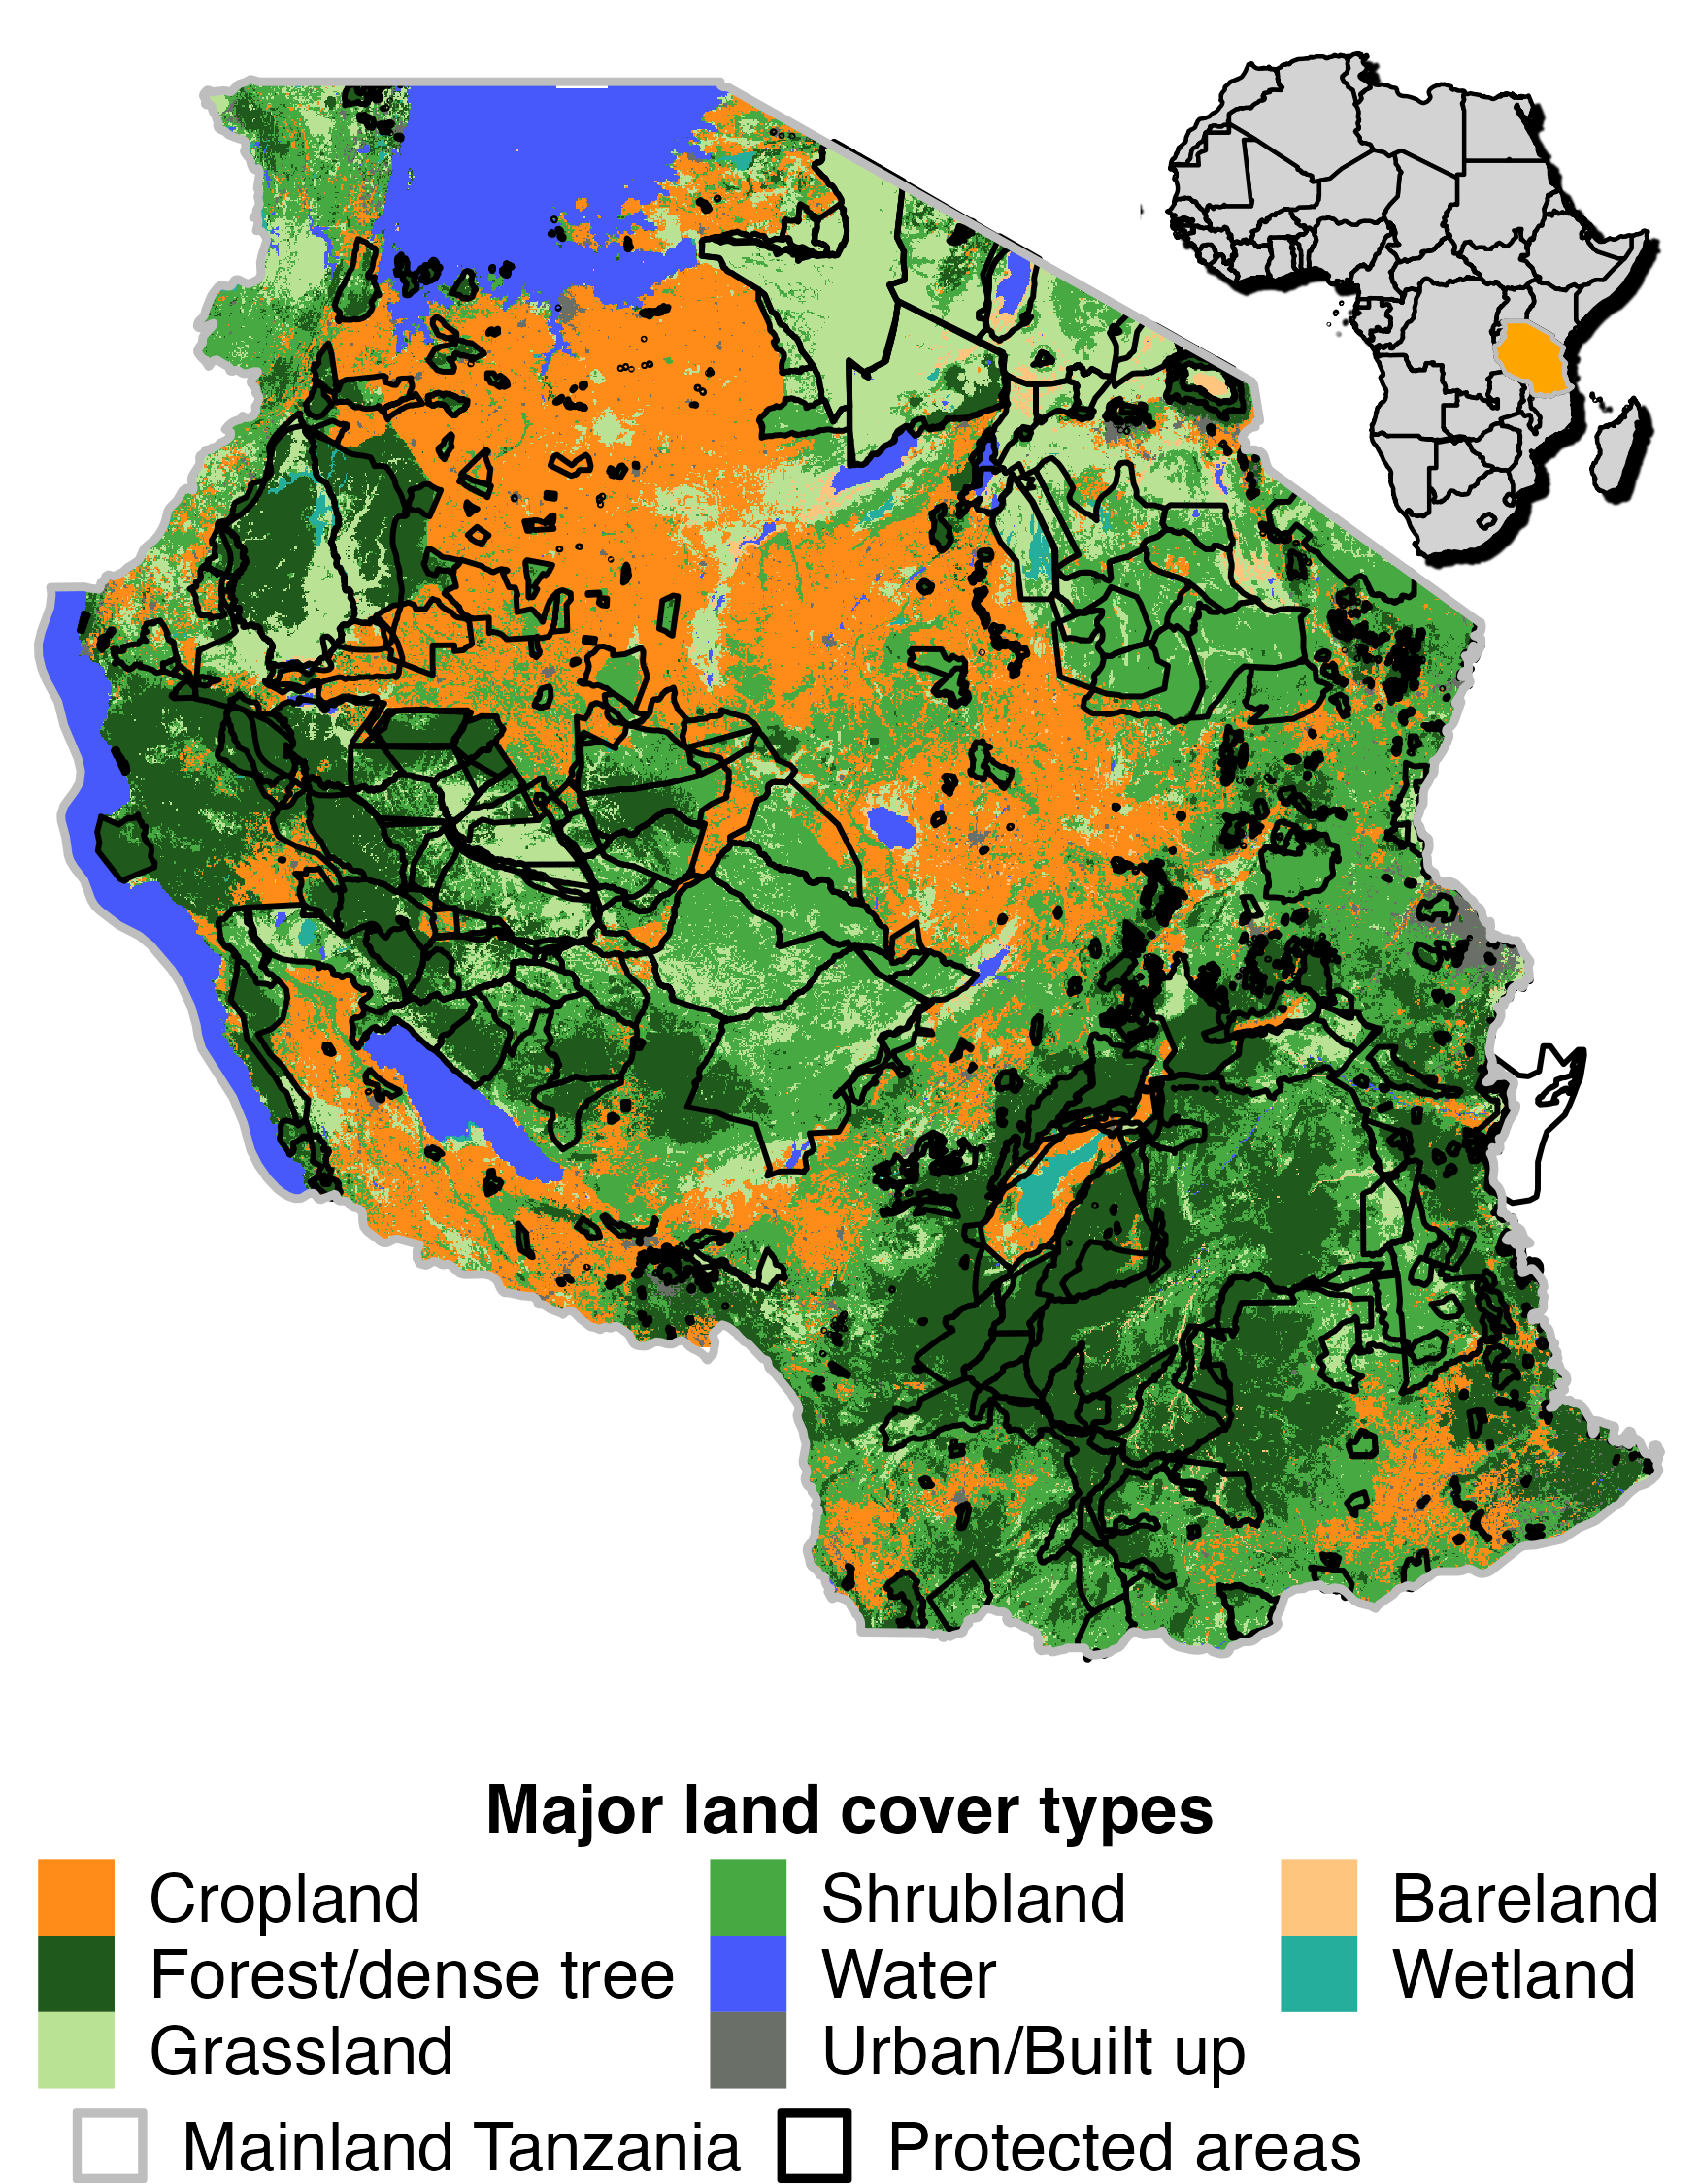 Major land cover types
Cropland Shrubland Bareland
Forest/dense tree Water Wetland
Grassland Urban/Built up
Mainland Tanzania Protected areas